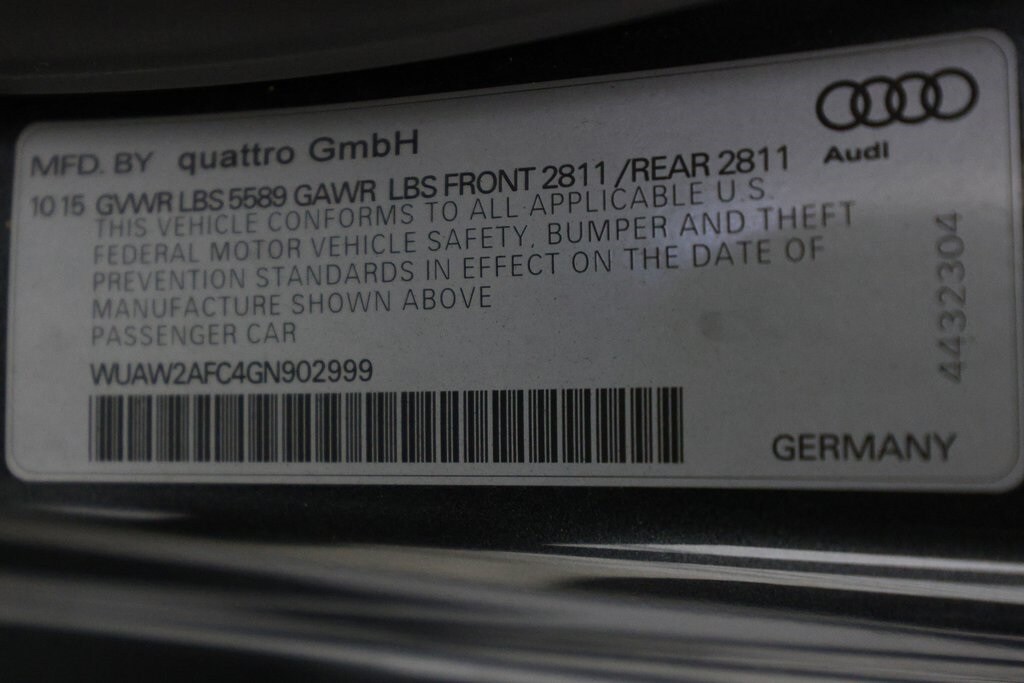 MFD. BY quattro GmbH
Audi
10 15 GVWR LBS 5589 GAWR LBS FRONT 2811 /REAR 2811
THIS VEHICLE CONFORMS TO ALL APPLICABLE U.S.
FEDERAL MOTOR VEHICLE SAFETY, BUMPER AND THEFT
PREVENTION STANDARDS IN EFFECT ON THE DATE OF
MANUFACTURE SHOWN ABOVE
PASSENGER CAR
WUAW2AFC4GN902999
GERMANY
4432304